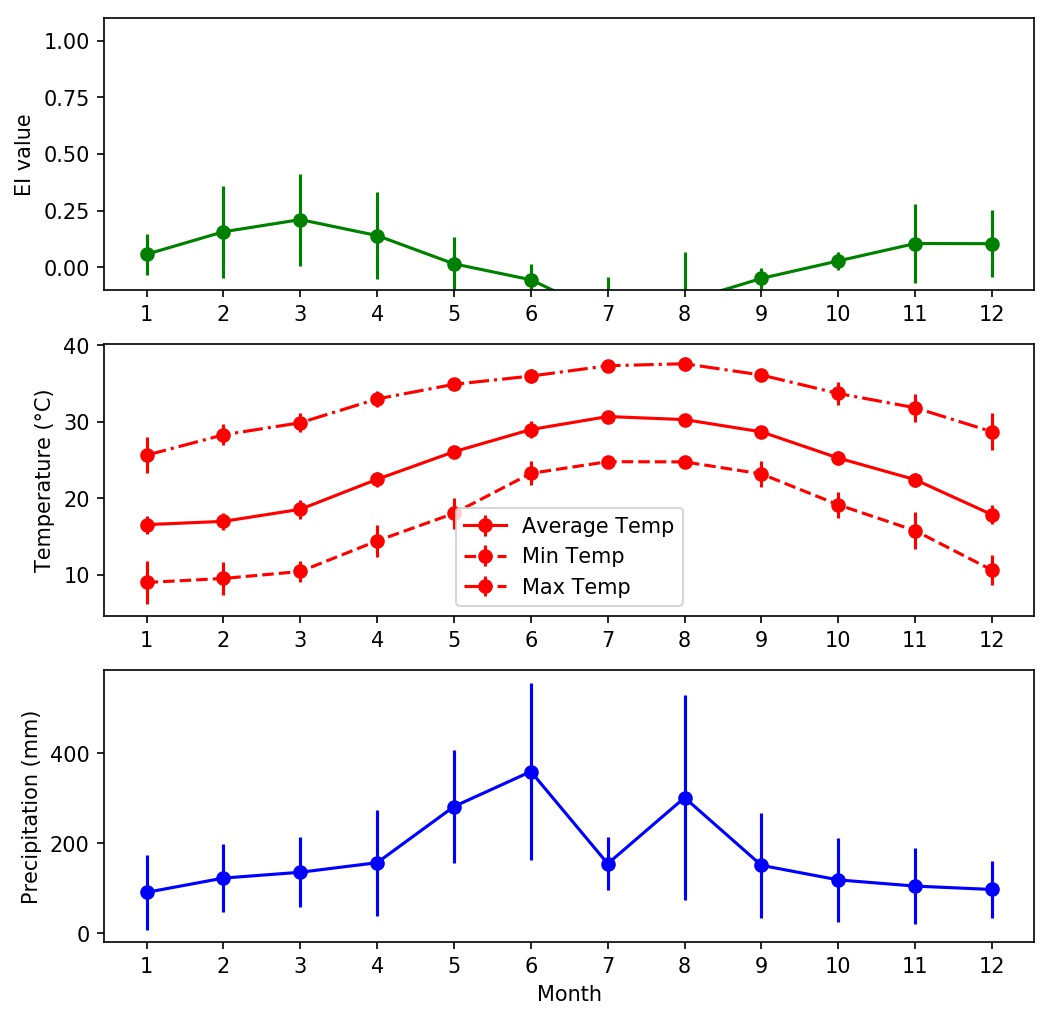 EI value
1.00
0.75
0.50
0.25
0.00
1 2 3 4 5 6 7 8 9 10 11 12
Temperature (°C)
40
30
20
10
Average Temp
Min Temp
Max Temp
1 2 3 4 5 6 7 8 9 10 11 12
Precipitation (mm)
400
200
0
1 2 3 4 5 6 7 8 9 10 11 12
Month